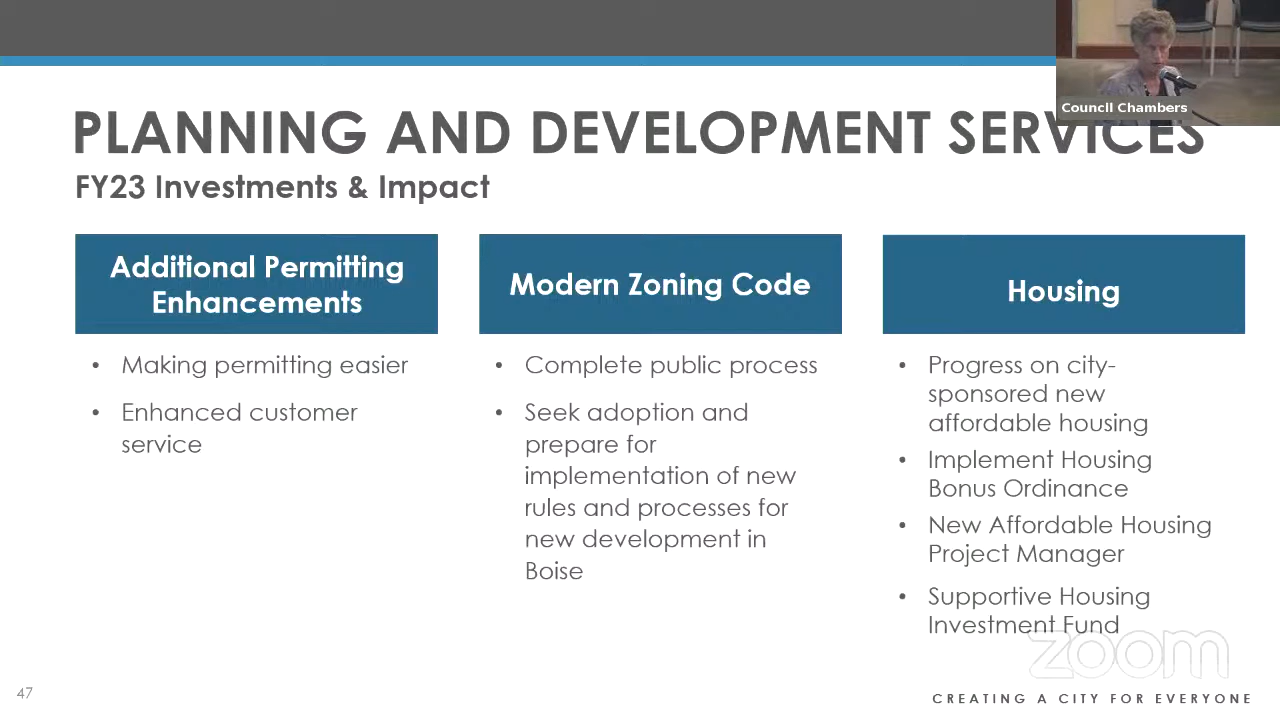 Council Chambers
PLANNING AND DEVELOPMENT SERVICES
FY23 Investments & Impact
Additional Permitting
Enhancements
• Making permitting easier
• Enhanced customer
service
Modern Zoning Code
• Complete public process
• Seek adoption and
prepare for
implementation of new
rules and processes for
new development in
Boise
Housing
• Progress on city-
sponsored new
affordable housing
• Implement Housing
Bonus Ordinance
• New Affordable Housing
Project Manager
• Supportive Housing
Investment Fund
zoom
47
CREATING A CITY FOR EVERYONE